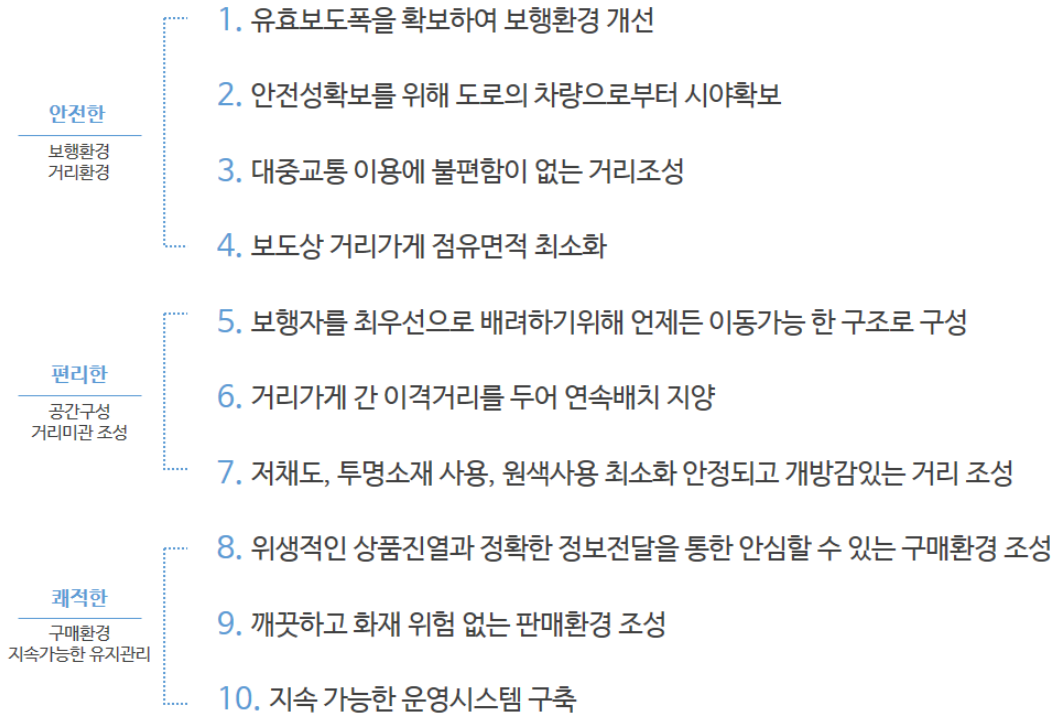 안전한
보행환경
거리환경
1. 유효보도폭을 확보하여 보행환경 개선
2. 안전성확보를 위해 도로의 차량으로부터 시야확보
3. 대중교통 이용에 불편함이 없는 거리조성
4. 보도상 거리가게 점유면적 최소화
편리한
공간구성
거리미관 조성
5. 보행자를 최우선으로 배려하기위해 언제든 이동가능 한 구조로 구성
6. 거리가게 간 이격거리를 두어 연속배치 지양
7. 저채도, 투명소재 사용, 원색사용 최소화 안정되고 개방감있는 거리 조성
쾌적한
구매환경
지속가능한 유지관리
8. 위생적인 상품진열과 정확한 정보전달을 통한 안심할 수 있는 구매환경 조성
9. 깨끗하고 화재 위험 없는 판매환경 조성
10. 지속 가능한 운영시스템 구축